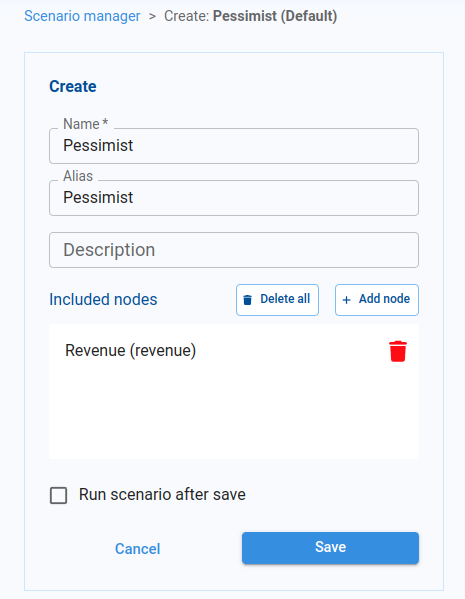 Scenario manager > Create: Pessimist (Default)
Create
Name *
Pessimist
Alias
Pessimist
Description
Included nodes
Delete all
+ Add node
Revenue (revenue)
Run scenario after save
Cancel
Save